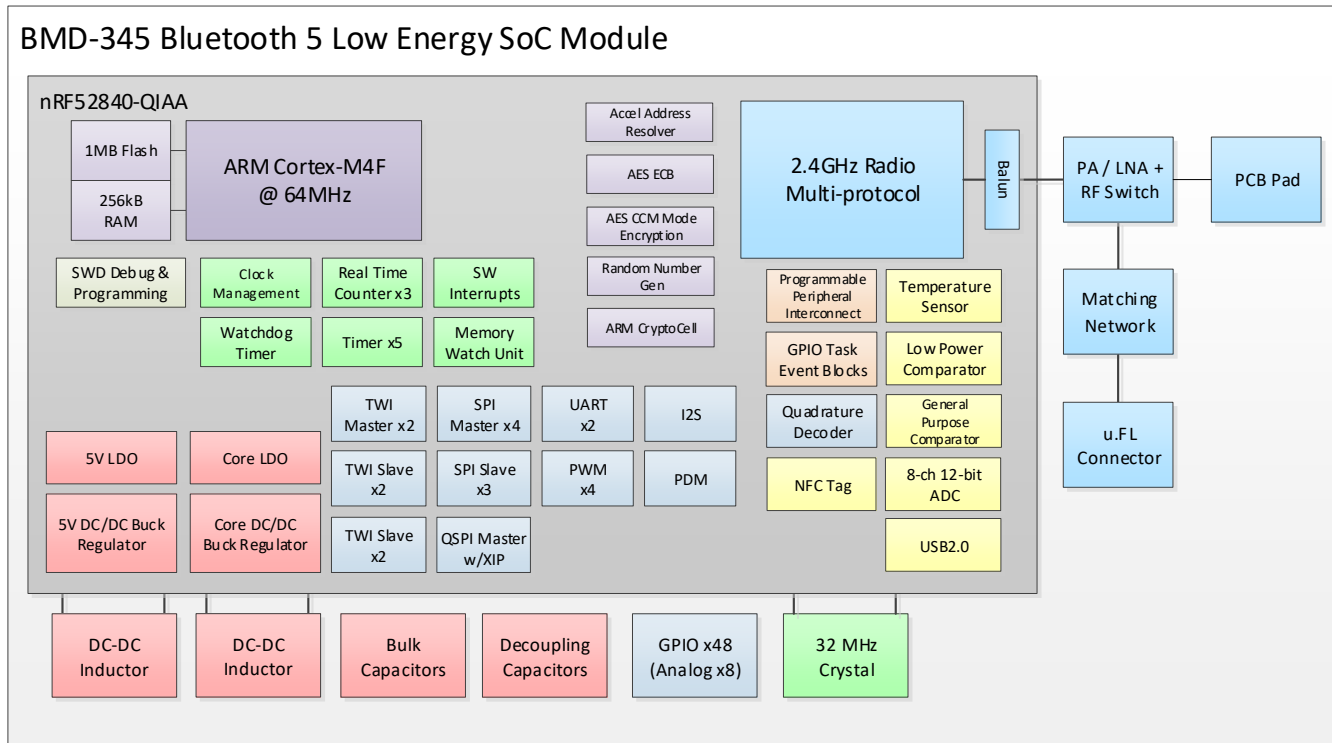 BMD-345 Bluetooth 5 Low Energy SoC Module
nRF52840-QIAA
1MB Flash
256kB
RAM
ARM Cortex-M4F
@ 64MHz
Accel Address
Resolver
AES ECB
AES CCM Mode
Encryption
Random Number
Gen
ARM CryptoCell
2.4GHz Radio
Multi-protocol
Balun
PA / LNA +
RF Switch
PCB Pad
Matching
Network
u.FL
Connector
SWD Debug &
Programming
Clock
Management
Real Time
Counter x3
SW
Interrupts
Watchdog
Timer
Timer x5
Memory
Watch Unit
Programmable
Peripheral
Interconnect
Temperature
Sensor
GPIO Task
Event Blocks
Low Power
Comparator
Quadrature
Decoder
General
Purpose
Comparator
NFC Tag
8-ch 12-bit
ADC
USB2.0
TWI
Master x2
SPI
Master x4
UART
x2
I2S
TWI Slave
x2
SPI Slave
x3
PWM
x4
PDM
TWI Slave
x2
QSPI Master
w/XIP
5V LDO
Core LDO
5V DC/DC Buck
Regulator
Core DC/DC
Buck Regulator
DC-DC
Inductor
DC-DC
Inductor
Bulk
Capacitors
Decoupling
Capacitors
GPIO x48
(Analog x8)
32 MHz
Crystal